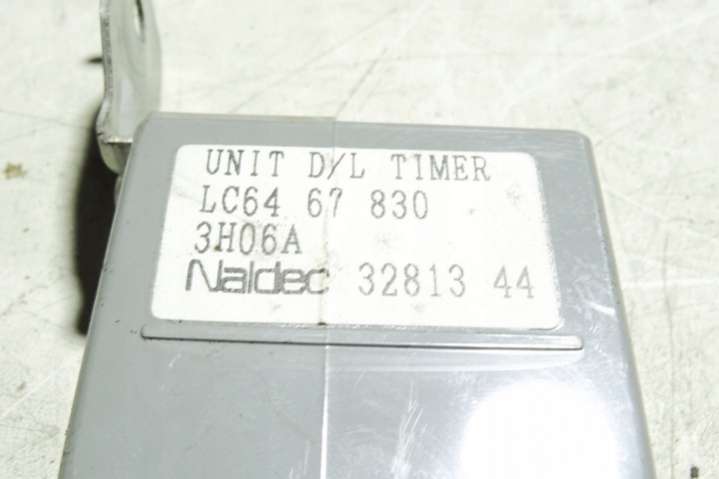 UNIT D/L TIMER
LC64 67 830
3H06A
Naldec 32813 44